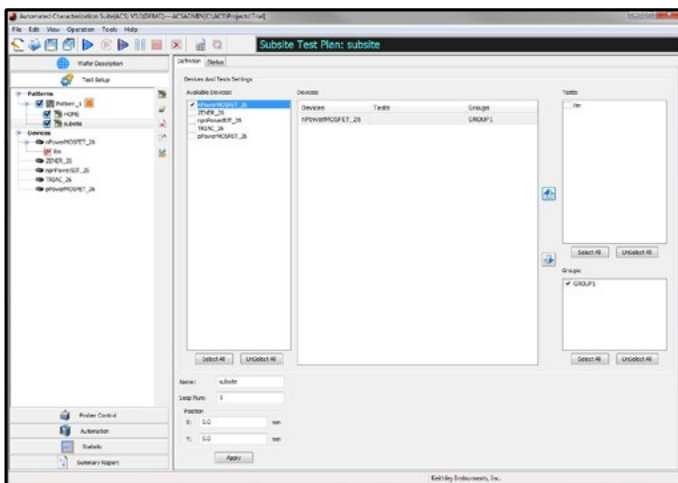 Automated Characterization Suite(ACS) V5.0(DEMO)---ACSADMIN(C:\ACS\Projects\Trial)
File Edit View Operation Tools Help
Subsite Test Plan: subsite
Wafer Description
Test Setup
Patterns
Pattern_1
HOME
subsite
Devices
nPowerMOSFET_26
ZENER_26
npnPowerBJT_26
TRIAC_26
pPowerMOSFET_26
Prober Control
Automation
Statistic
Summary Report
Definition Status
Devices And Tests Settings
Available Devices:
nPowerMOSFET_26
ZENER_26
npnPowerBJT_26
TRIAC_26
pPowerMOSFET_26
Select All UnSelect All
Devices:
Devices Tests Groups
nPowerMOSFET_26 GROUP1
Tests:
Select All UnSelect All
Groups:
GROUP1
Select All UnSelect All
Name: subsite
Loop Num: 1
Position
X: 0.0 mm
Y: 0.0 mm
Apply
Keithley Instruments, Inc.